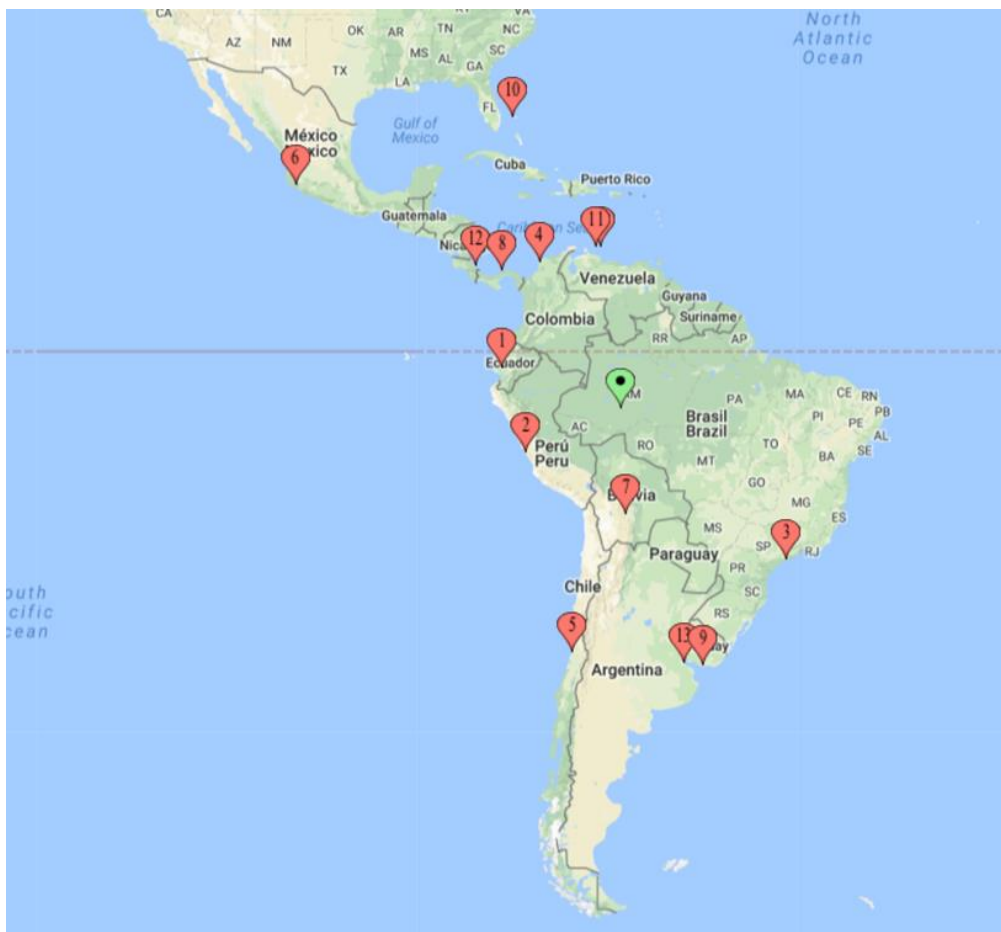 CA
KY
VA
North
Atlantic
Ocean
OK
AR
TN
NC
AZ
NM
MS
AL
SC
GA
TX
LA
10
FL
Gulf of
Mexico
México
6
Cuba
Puerto Rico
Guatemala
11
12
8
4
Venezuela
Guyana
Suriname
Colombia
RR
AP
1
Ecuador
PA
MA
CE
RN
PB
PI
PE
AL
Brasil
Brazil
2
AC
RO
TO
SE
BA
Perú
Peru
MT
GO
7
MG
ES
MS
3
SP
RJ
Paraguay
PR
SC
Chile
RS
5
13
9
Argentina